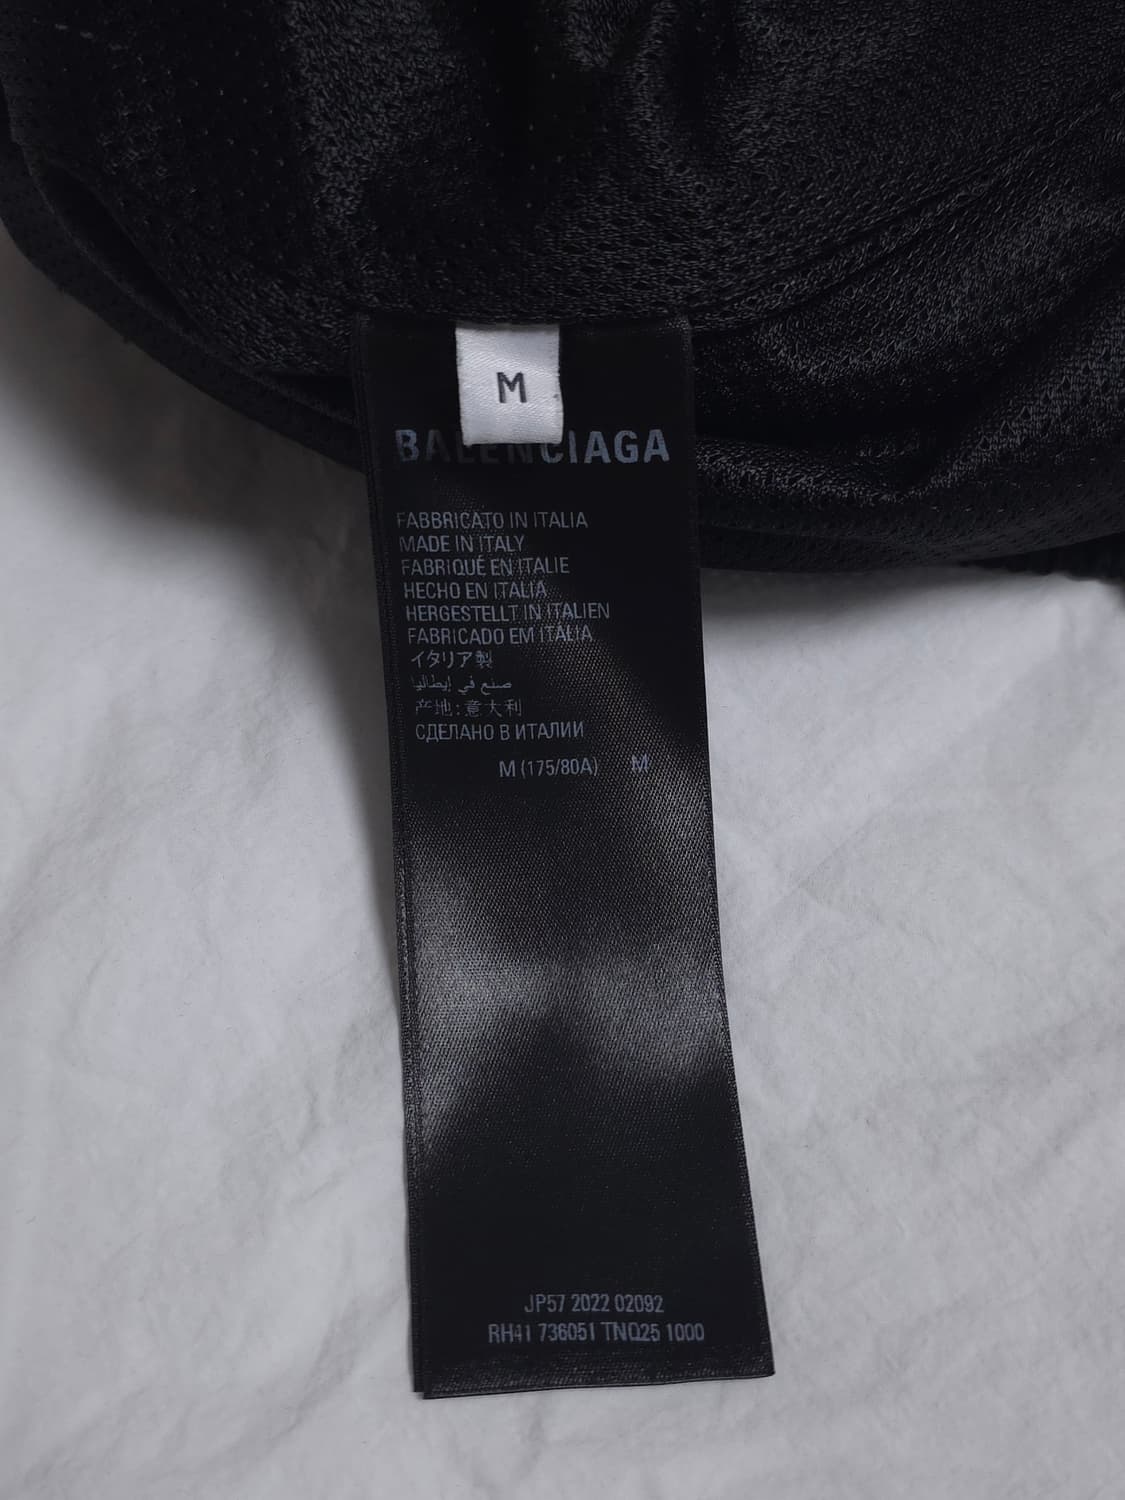 M
BALENCIAGA
FABBRICATO IN ITALIA
MADE IN ITALY
FABRIQUÉ EN ITALIE
HECHO EN ITALIA
HERGESTELLT IN ITALIEN
FABRICADO EM ITALIA
イタリア製
صنع في إيطاليا
产地:意大利
СДЕЛАНО В ИТАЛИИ
M (175/80A) M
JP57 2022 02092
RH41 736051 TNQ25 1000